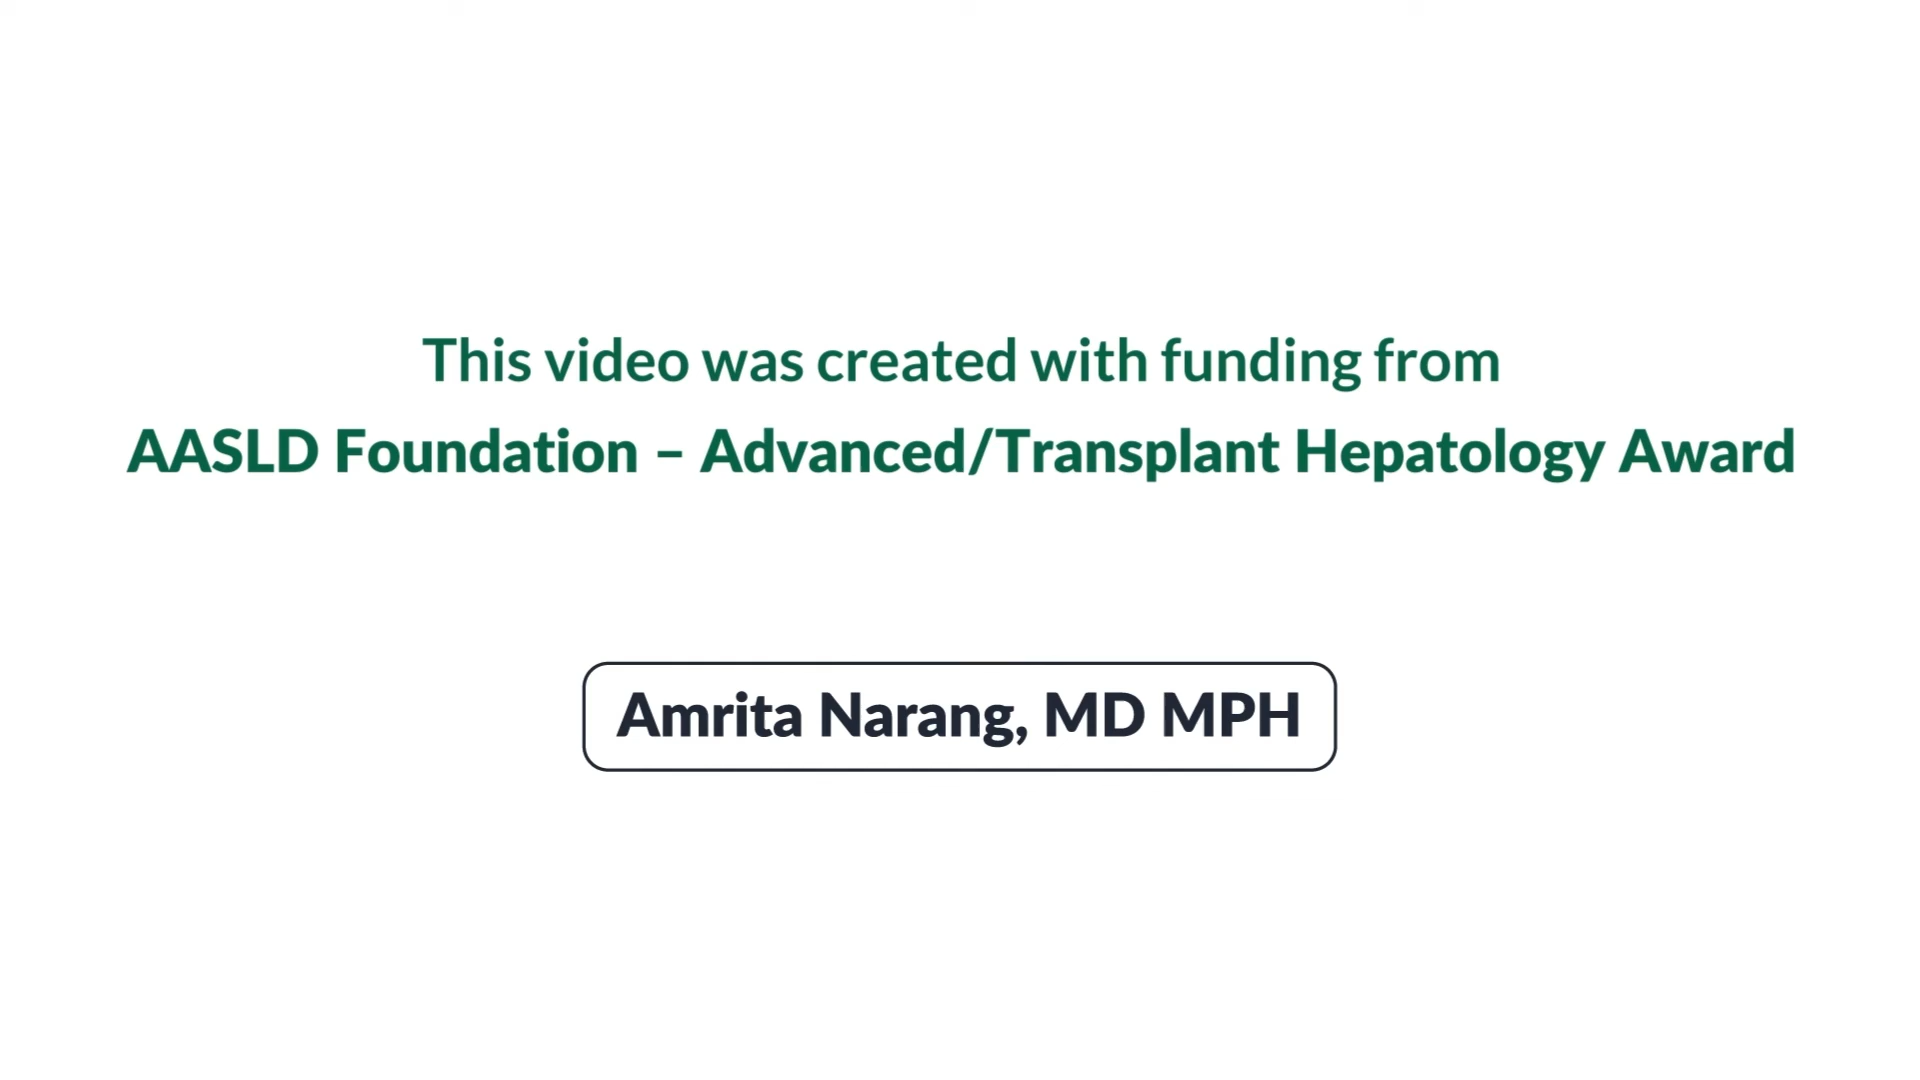 This video was created with funding from
AASLD Foundation – Advanced/Transplant Hepatology Award
Amrita Narang, MD MPH